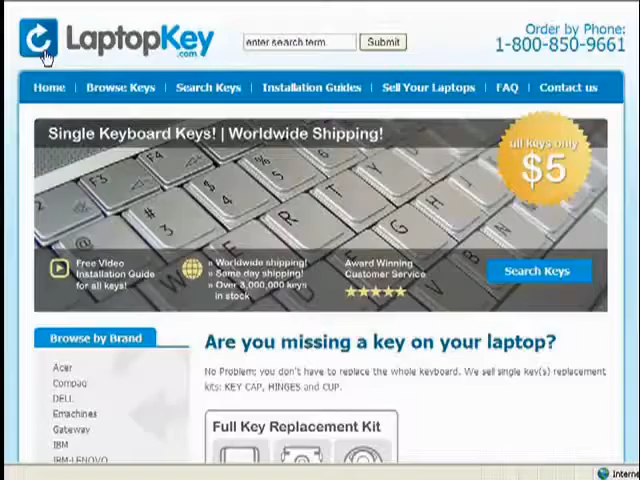 LaptopKey
.com
enter search term
Submit
Order by Phone:
1-800-850-9661
Home
Browse Keys
Search Keys
Installation Guides
Sell Your Laptops
FAQ
Contact us
Single Keyboard Keys! | Worldwide Shipping!
all keys only
$5
Free Video
Installation Guide
for all keys!
» Worldwide shipping!
» Same day shipping!
» Over 3,000,000 keys
in stock
Award Winning
Customer Service
Search Keys
Browse by Brand
Acer
Compaq
DELL
Emachines
Gateway
IBM
IBM-LENOVO
Are you missing a key on your laptop?
No Problem; you don't have to replace the whole keyboard. We sell single key(s) replacement
kits: KEY CAP, HINGES and CUP.
Full Key Replacement Kit